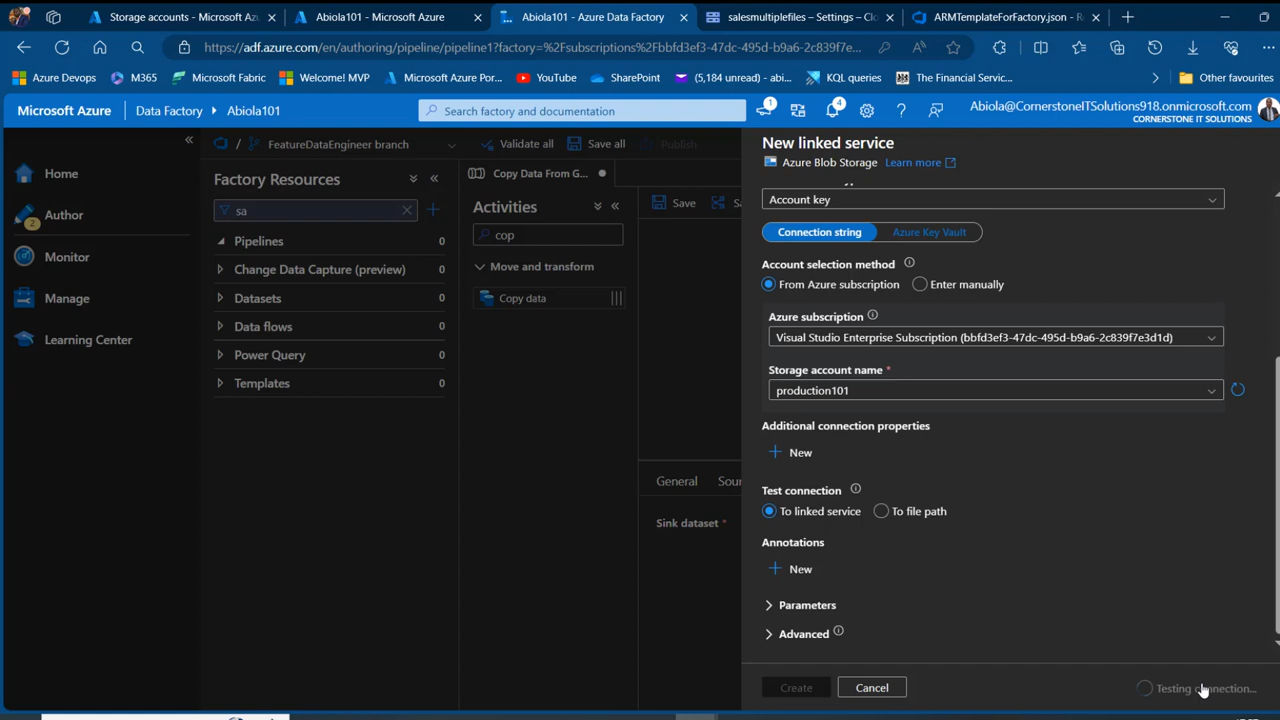 Storage accounts - Microsoft Az
Abiola101 - Microsoft Azure
Abiola101 - Azure Data Factory
salesmultiplefiles – Settings – Clo
ARMTemplateForFactory.json - Re
https://adf.azure.com/en/authoring/pipeline/pipeline1?factory=%2Fsubscriptions%2Fbbfd3ef3-47dc-495d-b9a6-2c839f7e...
Azure Devops
M365
Microsoft Fabric
Welcome! MVP
Microsoft Azure Por...
YouTube
SharePoint
(5,184 unread) - abi...
KQL queries
The Financial Servic...
Other favourites
Microsoft Azure
Data Factory
Abiola101
Search factory and documentation
1
4
Abiola@CornerstoneITSolutions918.onmicrosoft.com
CORNERSTONE IT SOLUTIONS
Home
Author
2
Monitor
Manage
Learning Center
/ FeatureDataEngineer branch
Validate all
Save all
Publish
Factory Resources
sa
Pipelines 0
Change Data Capture (preview) 0
Datasets 0
Data flows 0
Power Query 0
Templates 0
Copy Data From G...
Activities
cop
Move and transform
Copy data
Save
Sa
General
Sour
Sink dataset *
New linked service
Azure Blob Storage Learn more
Account key
Connection string
Azure Key Vault
Account selection method
From Azure subscription
Enter manually
Azure subscription
Visual Studio Enterprise Subscription (bbfd3ef3-47dc-495d-b9a6-2c839f7e3d1d)
Storage account name *
production101
Additional connection properties
New
Test connection
To linked service
To file path
Annotations
New
Parameters
Advanced
Create
Cancel
Testing connection...